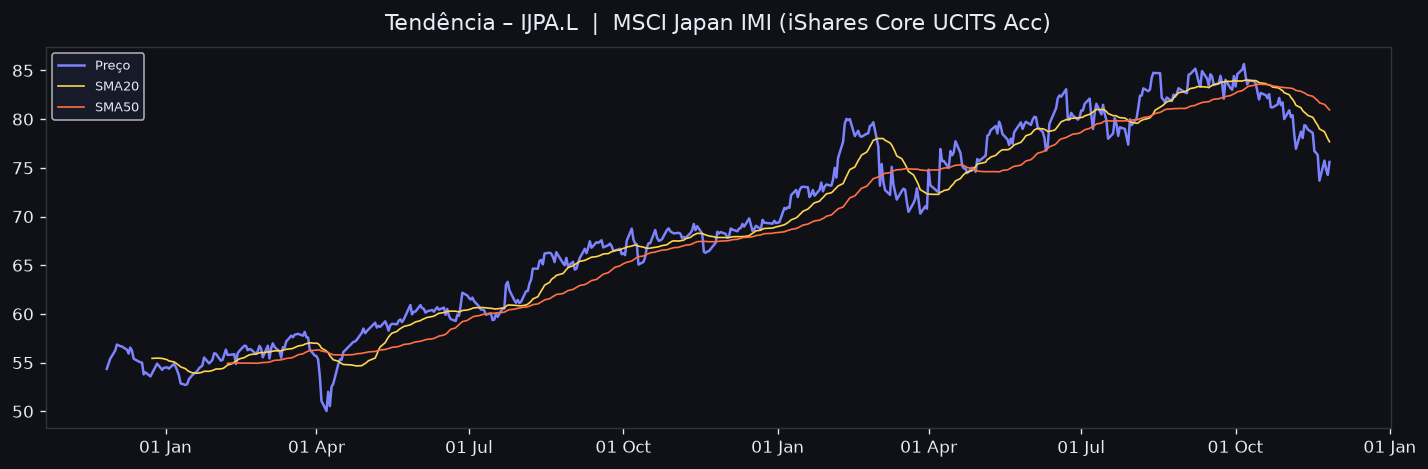 Tendência – IJPA.L | MSCI Japan IMI (iShares Core UCITS Acc)
Preço
SMA20
SMA50
85
80
75
70
65
60
55
50
01 Jan
01 Apr
01 Jul
01 Oct
01 Jan
01 Apr
01 Jul
01 Oct
01 Jan